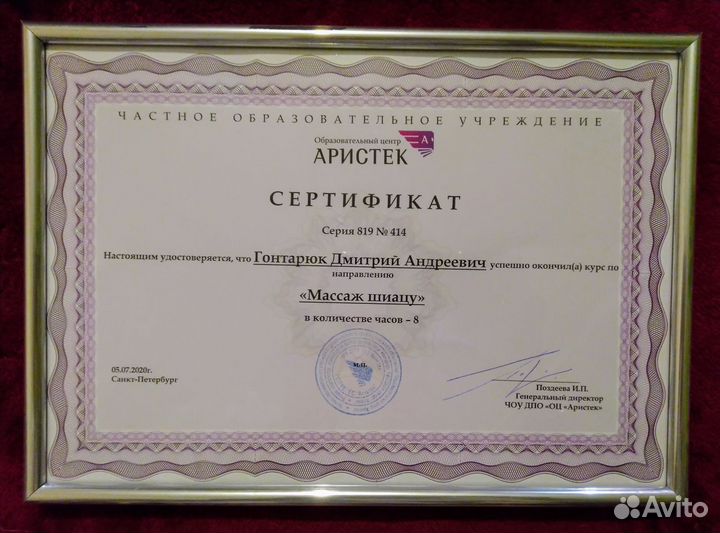 ЧАСТНОЕ ОБРАЗОВАТЕЛЬНОЕ УЧРЕЖДЕНИЕ
Образовательный центр
АРИСТЕК
А
СЕРТИФИКАТ
Серия 819 № 414
Настоящим удостоверяется, что Гонтарюк Дмитрий Андреевич успешно окончил(а) курс по
направлению
«Массаж шиацу»
в количестве часов – 8
М.П.
05.07.2020г.
Санкт-Петербург
Поздеева И.П.
Генеральный директор
ЧОУ ДПО «ОЦ «Аристек»
Avito